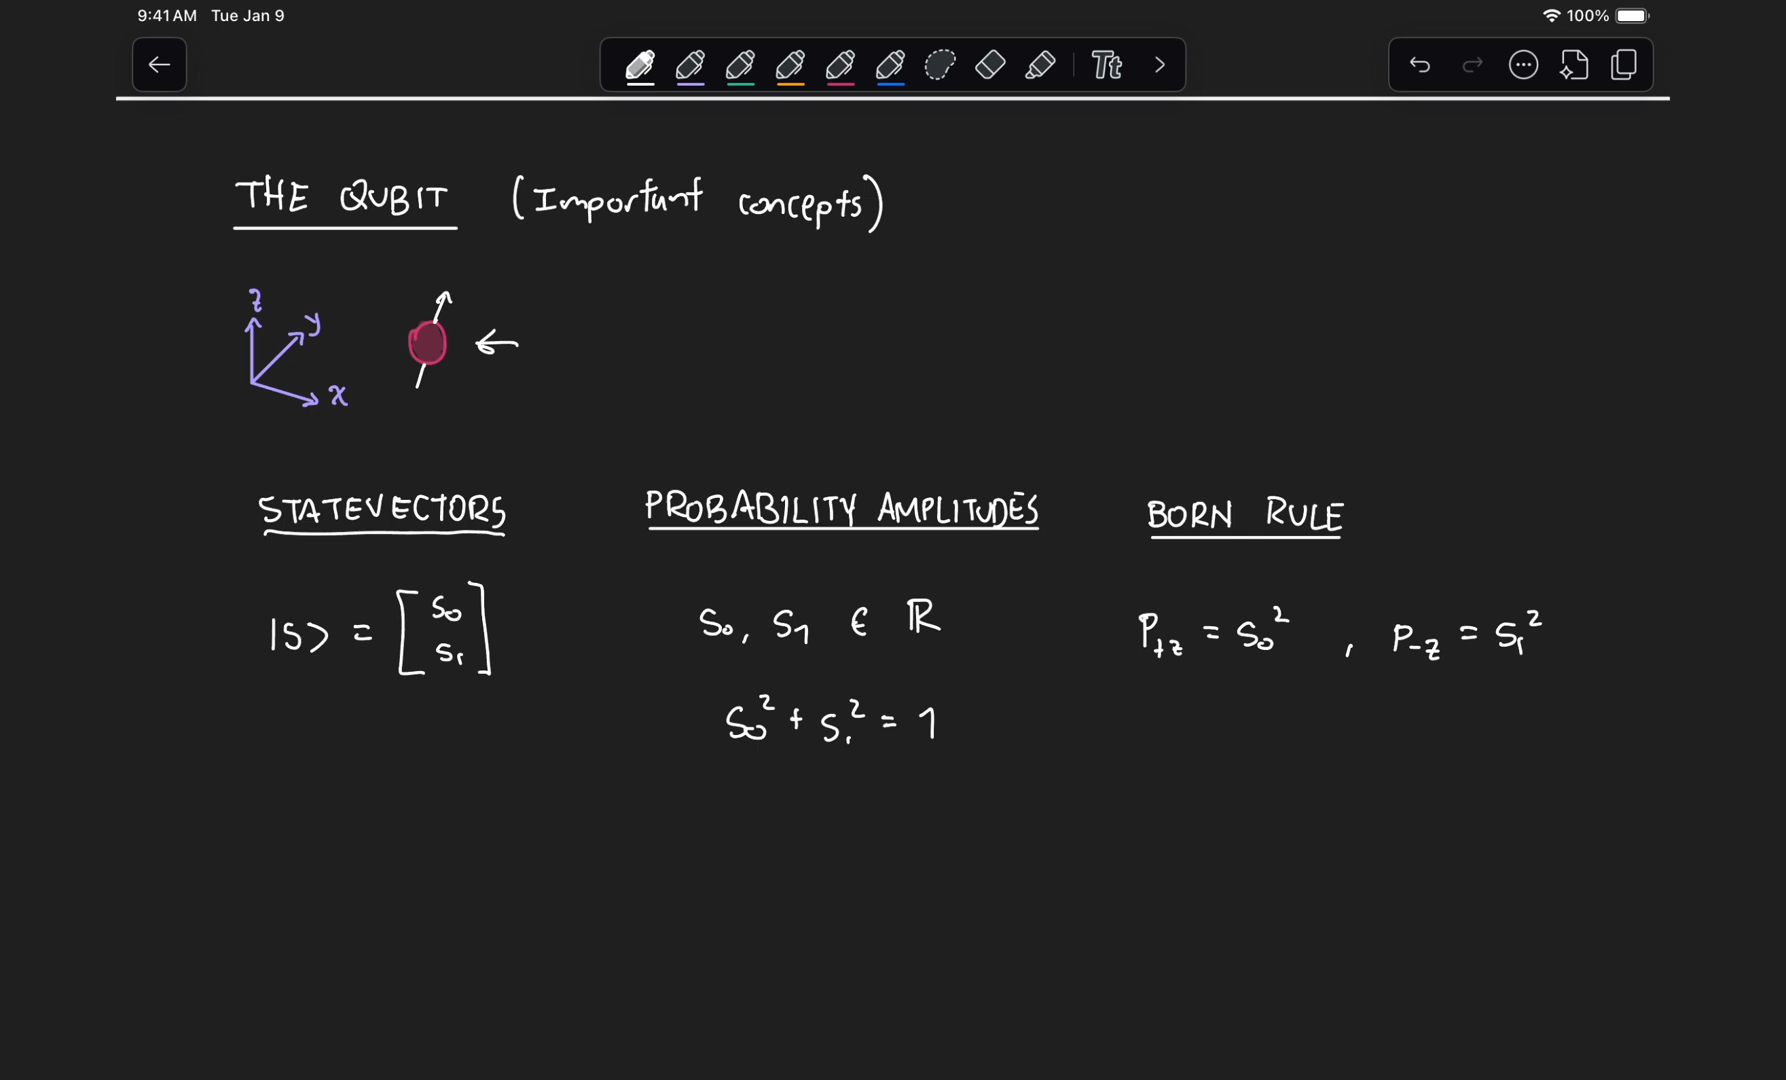 9:41 AM Tue Jan 9 100%
Tt
THE QUBIT (Important concepts)
z
y
x
STATEVECTORS PROBABILITY AMPLITUDES BORN RULE
|s> = [s₀ s₁] s₀, s₁ ∈ ℝ P₊z = s₀² , P₋z = s₁²
s₀² + s₁² = 1